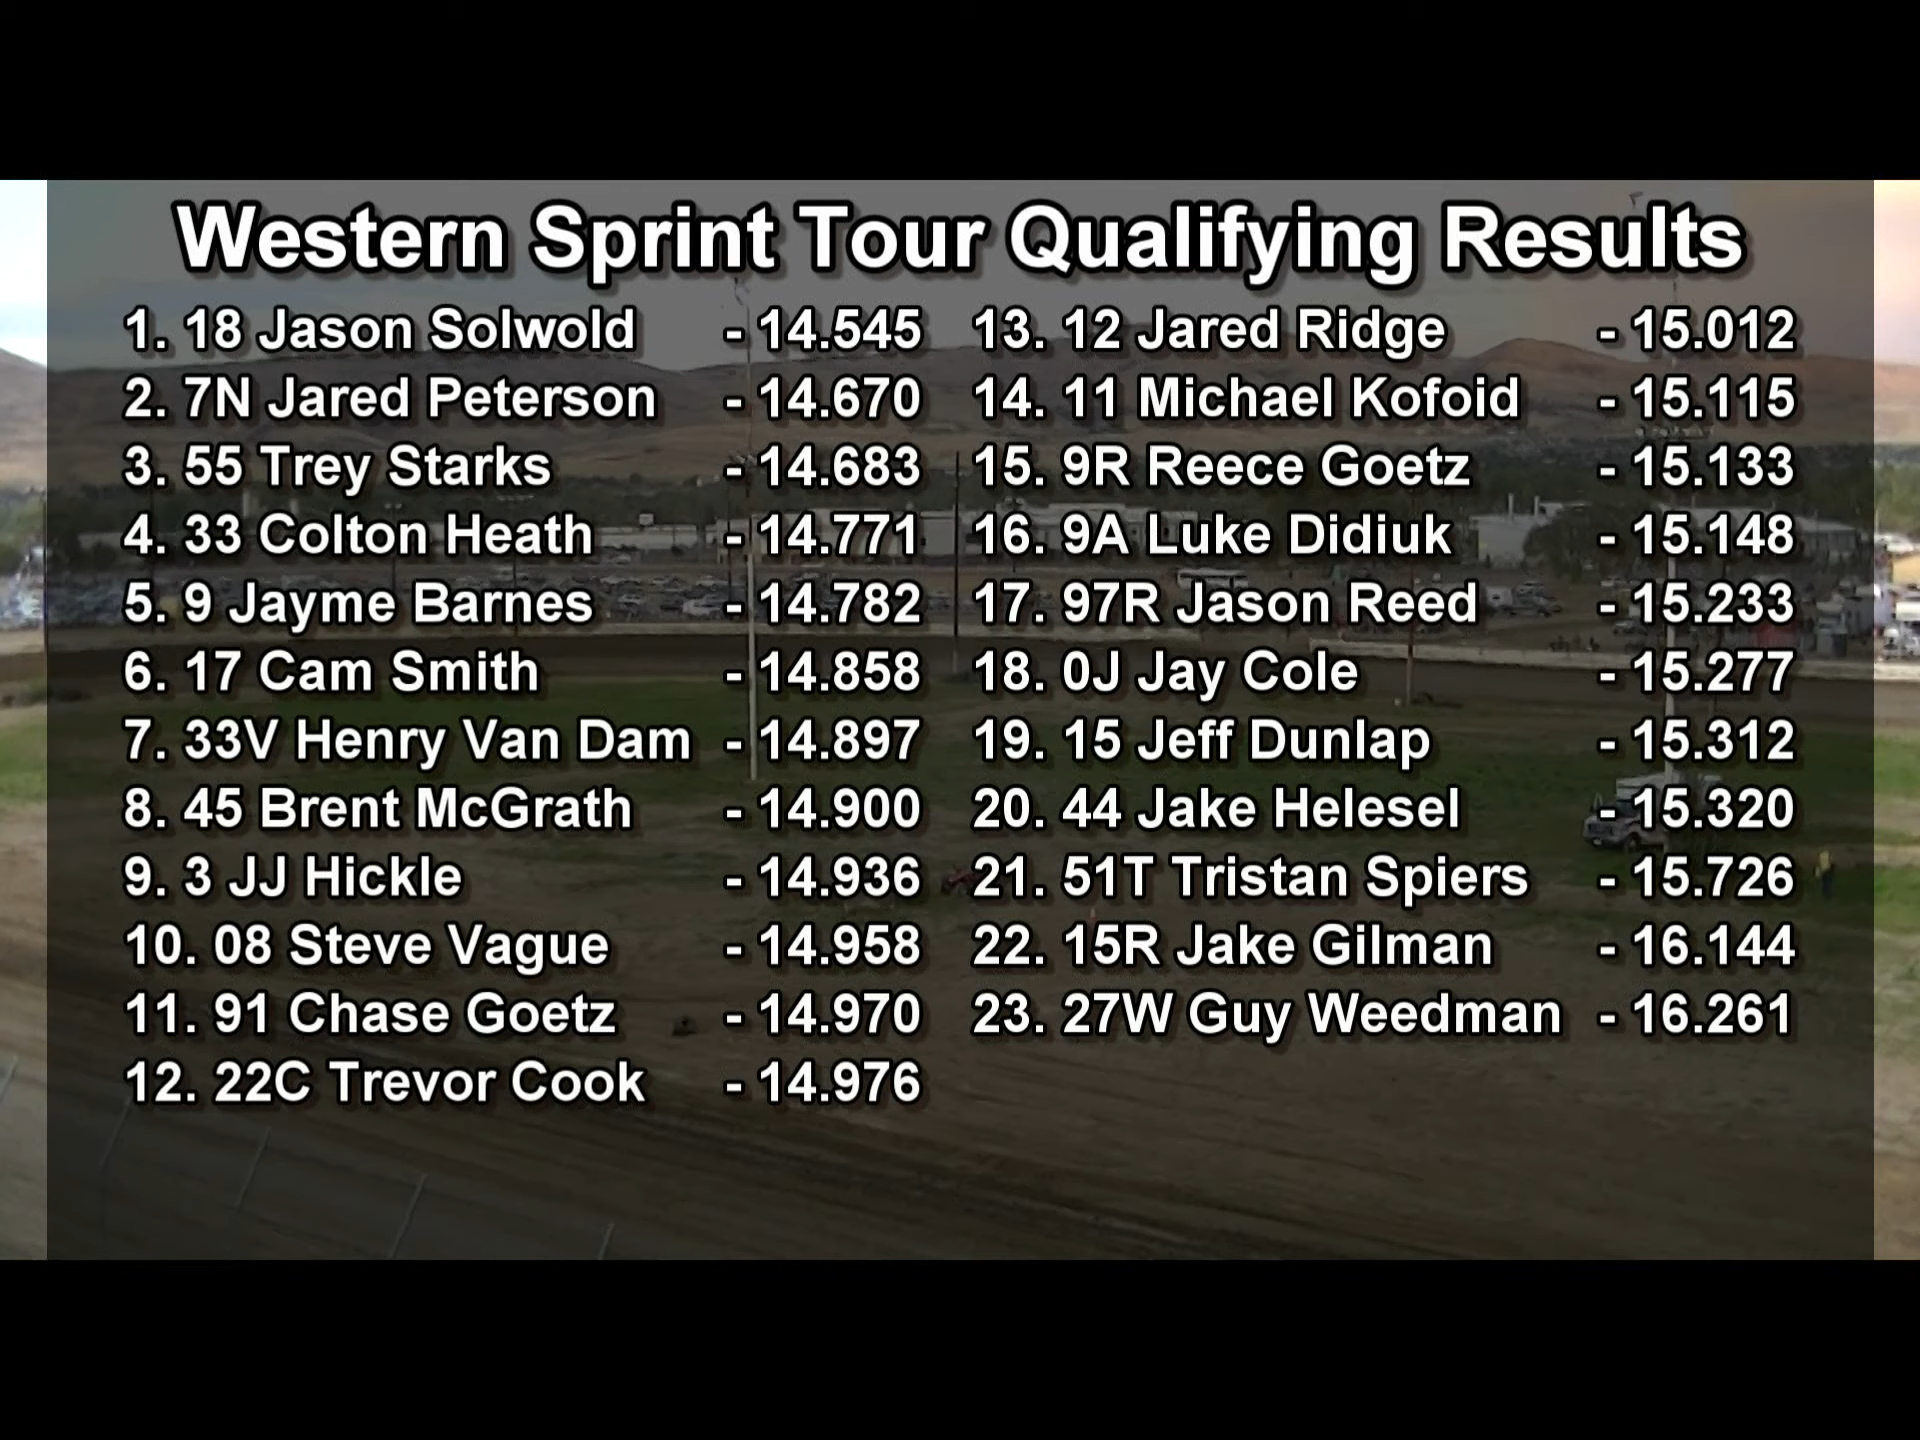 Western Sprint Tour Qualifying Results
1. 18 Jason Solwold - 14.545
2. 7N Jared Peterson - 14.670
3. 55 Trey Starks - 14.683
4. 33 Colton Heath - 14.771
5. 9 Jayme Barnes - 14.782
6. 17 Cam Smith - 14.858
7. 33V Henry Van Dam - 14.897
8. 45 Brent McGrath - 14.900
9. 3 JJ Hickle - 14.936
10. 08 Steve Vague - 14.958
11. 91 Chase Goetz - 14.970
12. 22C Trevor Cook - 14.976
13. 12 Jared Ridge - 15.012
14. 11 Michael Kofoid - 15.115
15. 9R Reece Goetz - 15.133
16. 9A Luke Didiuk - 15.148
17. 97R Jason Reed - 15.233
18. 0J Jay Cole - 15.277
19. 15 Jeff Dunlap - 15.312
20. 44 Jake Helesel - 15.320
21. 51T Tristan Spiers - 15.726
22. 15R Jake Gilman - 16.144
23. 27W Guy Weedman - 16.261